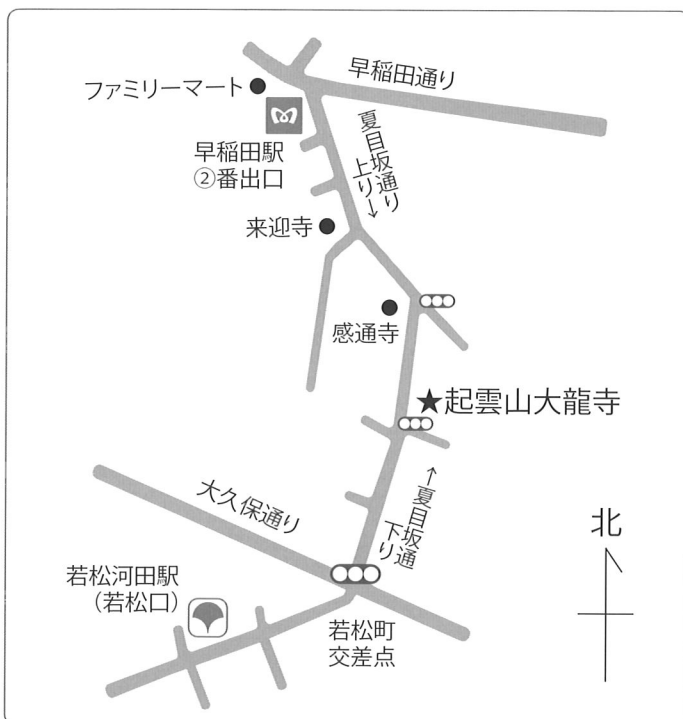 早稲田通り
ファミリーマート
早稲田駅
②番出口
夏目坂通り
上り→
来迎寺
感通寺
★起雲山大龍寺
大久保通り
←夏目坂通
下り
北
若松河田駅
（若松口）
若松町
交差点